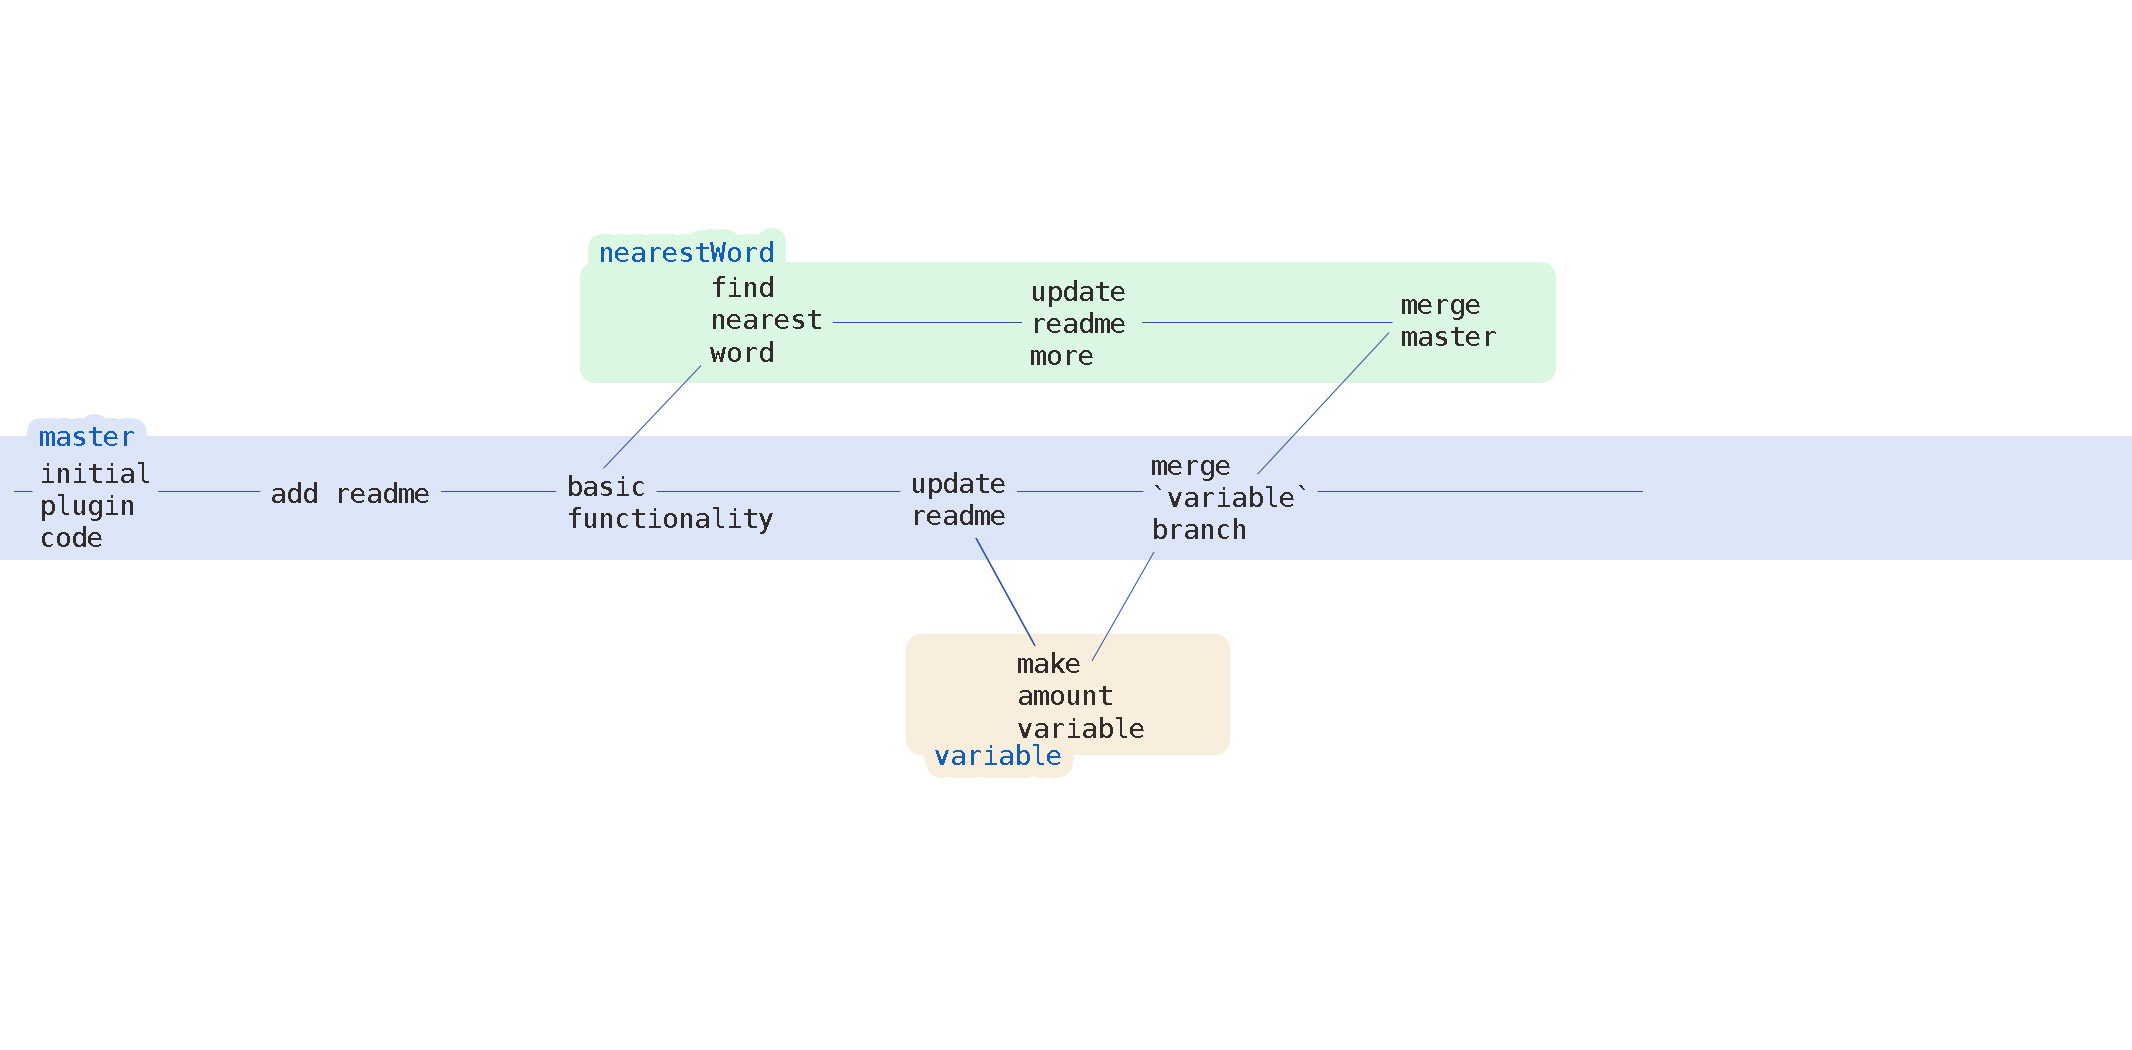 nearestWord
find
nearest
word
update
readme
more
merge
master
master
initial
plugin
code
add readme
basic
functionality
update
readme
merge
`variable`
branch
make
amount
variable
variable